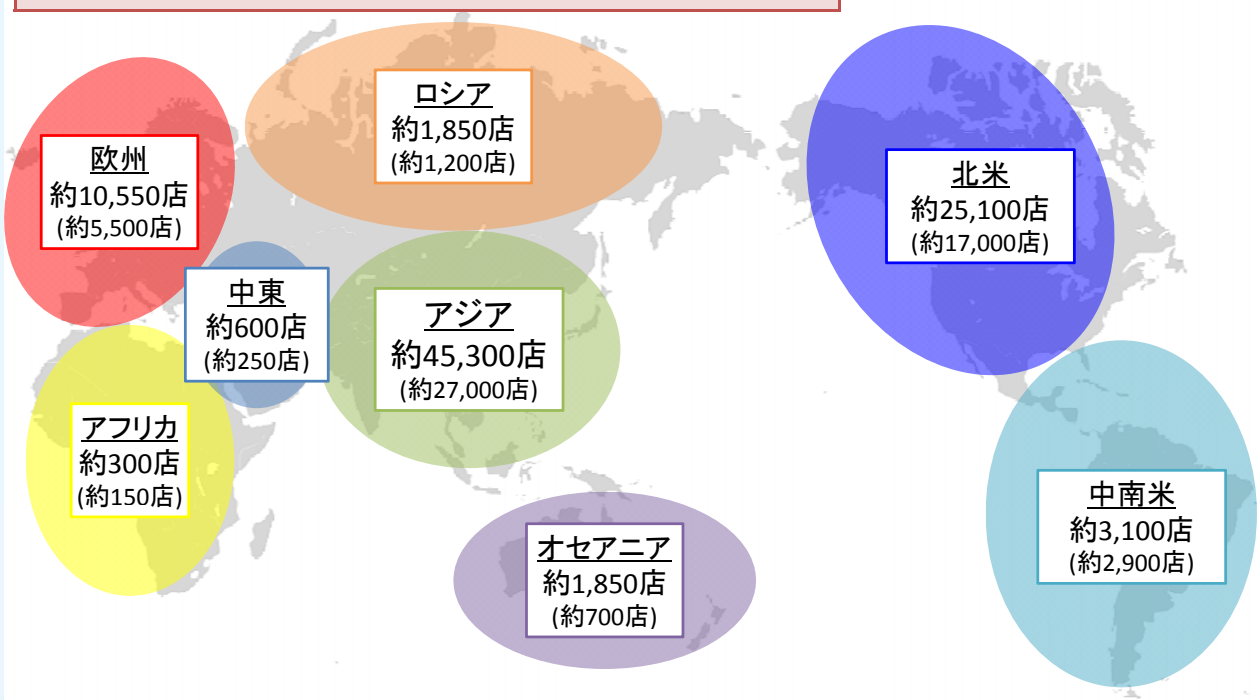 ロシア
約1,850店
(約1,200店)
欧州
約10,550店
(約5,500店)
北米
約25,100店
(約17,000店)
中東
約600店
(約250店)
アジア
約45,300店
(約27,000店)
アフリカ
約300店
(約150店)
中南米
約3,100店
(約2,900店)
オセアニア
約1,850店
(約700店)